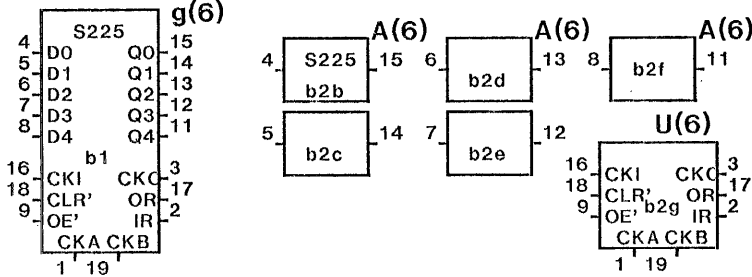 g(6)
S225
4 D0 Q0 15
5 D1 Q1 14
6 D2 Q2 13
7 D3 Q3 12
8 D4 Q4 11
b1
16 CKI CKO 3
18 CLR' OR 17
9 OE' IR 2
CKA CKB
1 19
A(6)
4 S225 15
b2b
A(6)
6 b2d 13
A(6)
8 b2f 11
5 b2c 14
7 b2e 12
U(6)
16 CKI CKO 3
18 CLR' OR 17
9 OE' b2g IR 2
CKA CKB
1 19